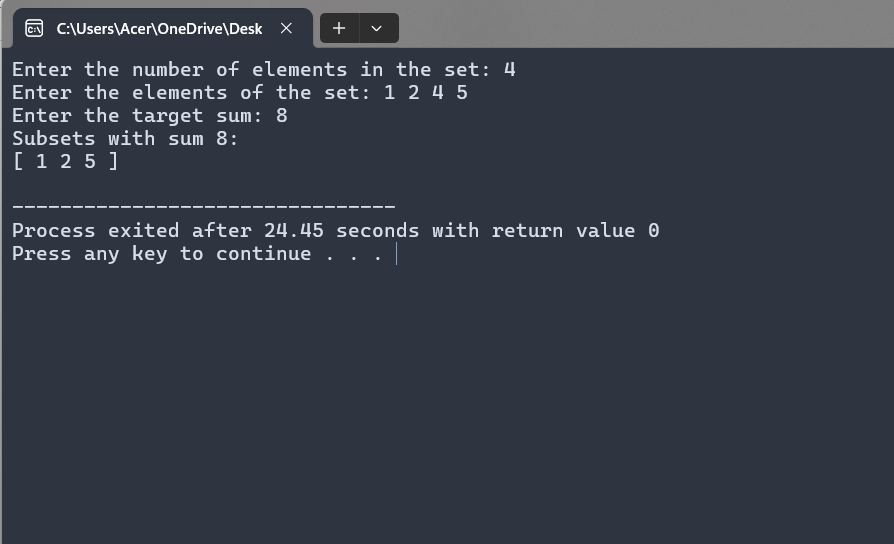 C:\Users\Acer\OneDrive\Desk
Enter the number of elements in the set: 4
Enter the elements of the set: 1 2 4 5
Enter the target sum: 8
Subsets with sum 8:
[ 1 2 5 ]
--------------------------------
Process exited after 24.45 seconds with return value 0
Press any key to continue . . .